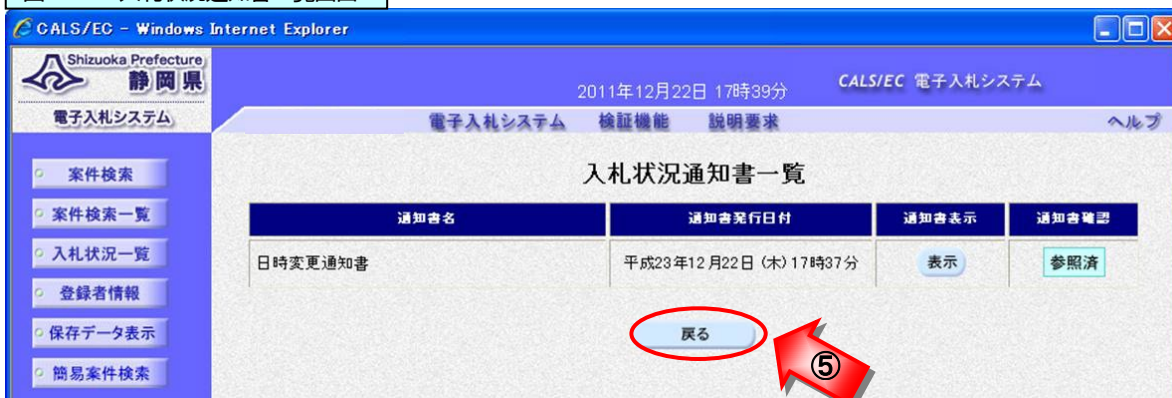 CALS/EC - Windows Internet Explorer
Shizuoka Prefecture
静岡県
電子入札システム
2011年12月22日 17時39分
CALS/EC 電子入札システム
電子入札システム 検証機能 説明要求 ヘルプ
案件検索
案件検索一覧
入札状況一覧
登録者情報
保存データ表示
簡易案件検索
入札状況通知書一覧
通知書名 通知書発行日付 通知書表示 通知書確認
日時変更通知書 平成23年12月22日（木）17時37分 表示 参照済
戻る
⑤